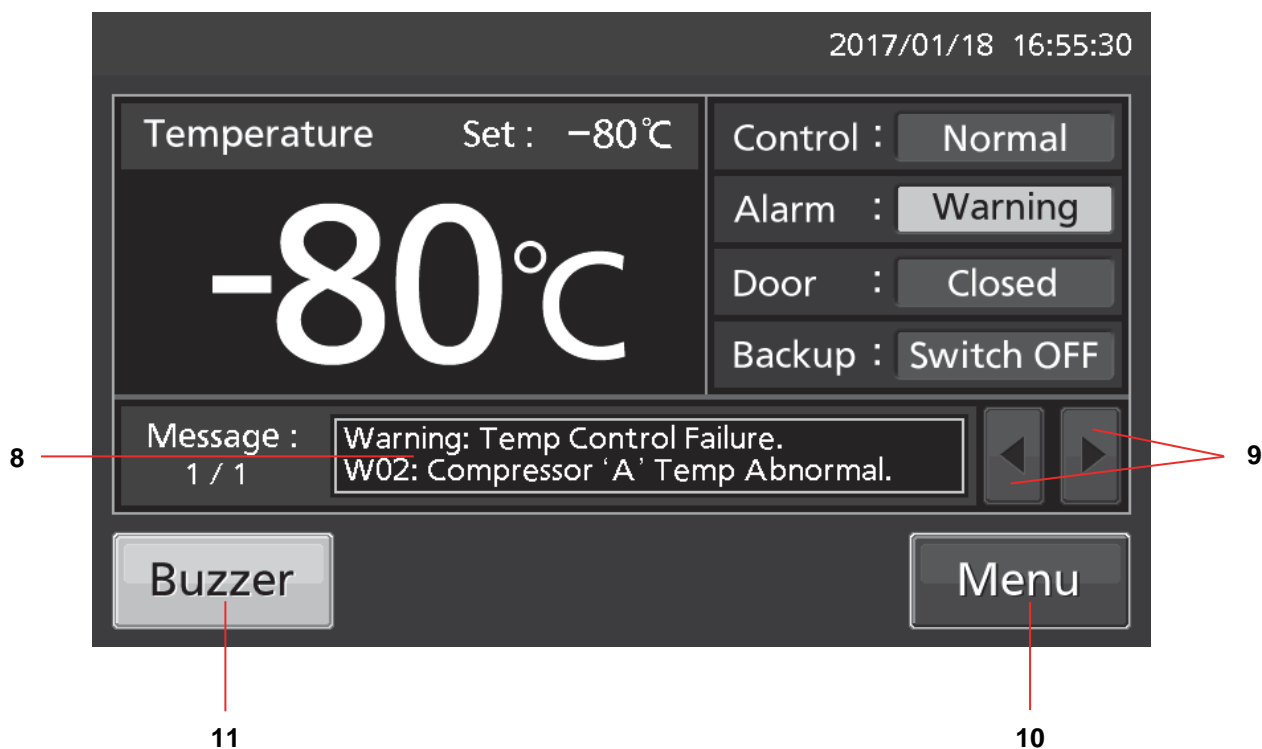 2017/01/18 16:55:30
Temperature Set : −80℃
-80℃
Control : Normal
Alarm : Warning
Door : Closed
Backup : Switch OFF
Message :
1 / 1
Warning: Temp Control Failure.
W02: Compressor ‘A’ Temp Abnormal.
8
9
Buzzer
Menu
11
10